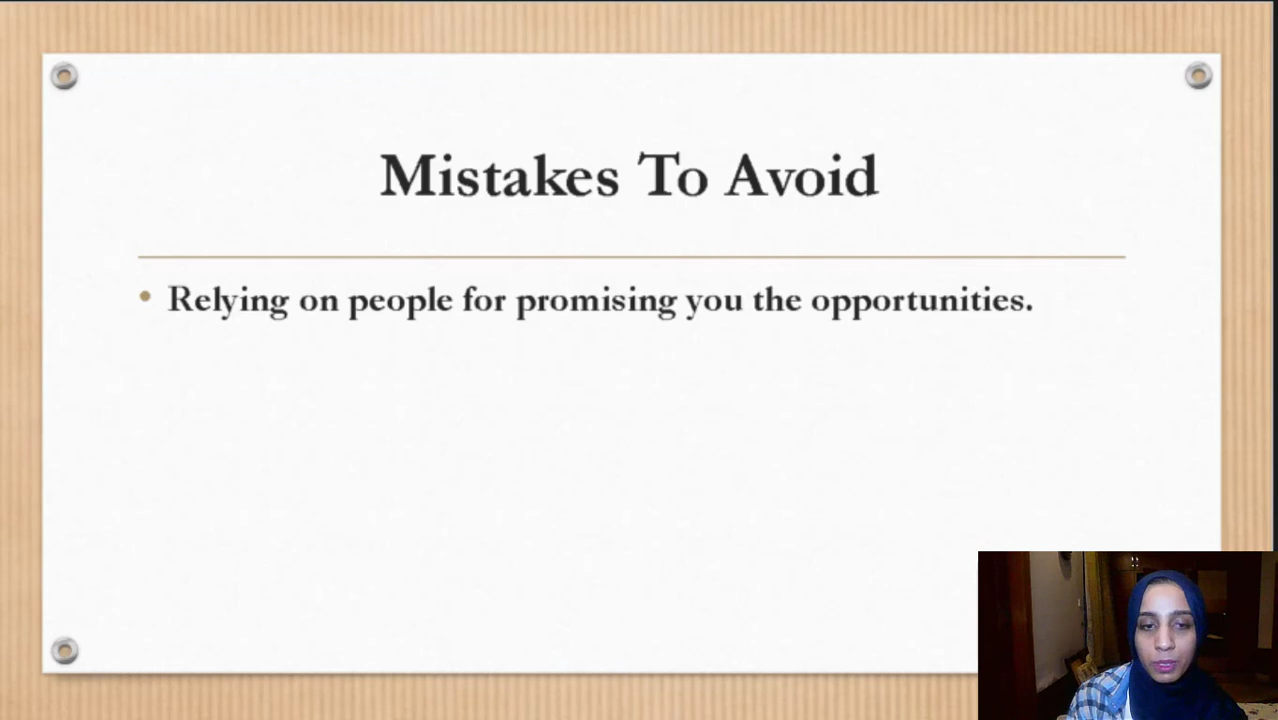 Mistakes To Avoid
Relying on people for promising you the opportunities.